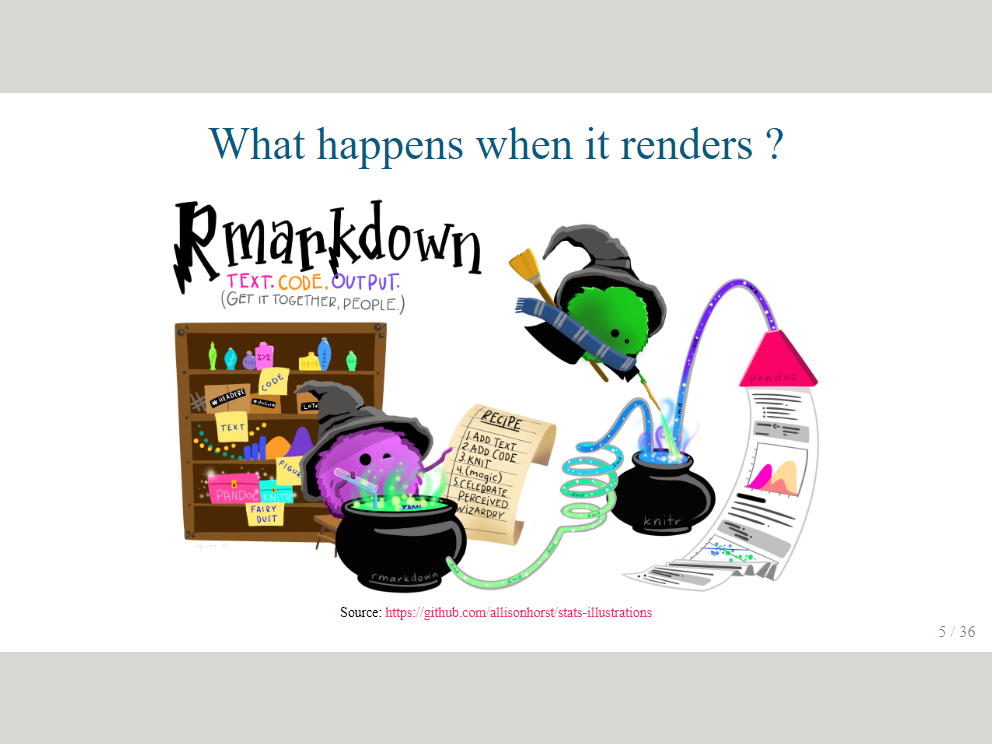 What happens when it renders ?
Rmarkdown
TEXT. CODE. OUTPUT.
(GET IT TOGETHER, PEOPLE.)
CODE
#HEADERS
TEXT
PANDOC
KNITR
FAIRY
DUST
RECIPE
1. ADD TEXT
2. ADD CODE
3. KNIT
4. (magic)
5. CELEBRATE
PERCEIVED
WIZARDRY
rmarkdown
knitr
pandoc
Source: https://github.com/allisonhorst/stats-illustrations
5 / 36